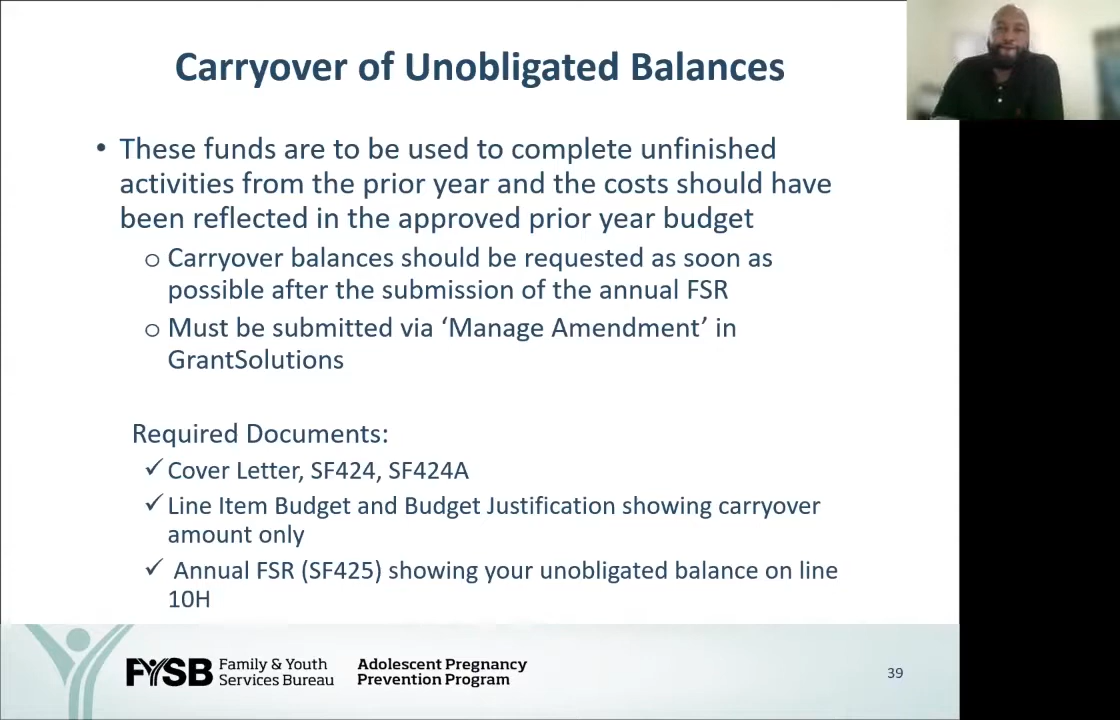 Carryover of Unobligated Balances
• These funds are to be used to complete unfinished
activities from the prior year and the costs should have
been reflected in the approved prior year budget
o Carryover balances should be requested as soon as
possible after the submission of the annual FSR
o Must be submitted via ‘Manage Amendment’ in
GrantSolutions
Required Documents:
✓ Cover Letter, SF424, SF424A
✓ Line Item Budget and Budget Justification showing carryover
amount only
✓ Annual FSR (SF425) showing your unobligated balance on line
10H
FYSB Family & Youth
Services Bureau
Adolescent Pregnancy
Prevention Program
39